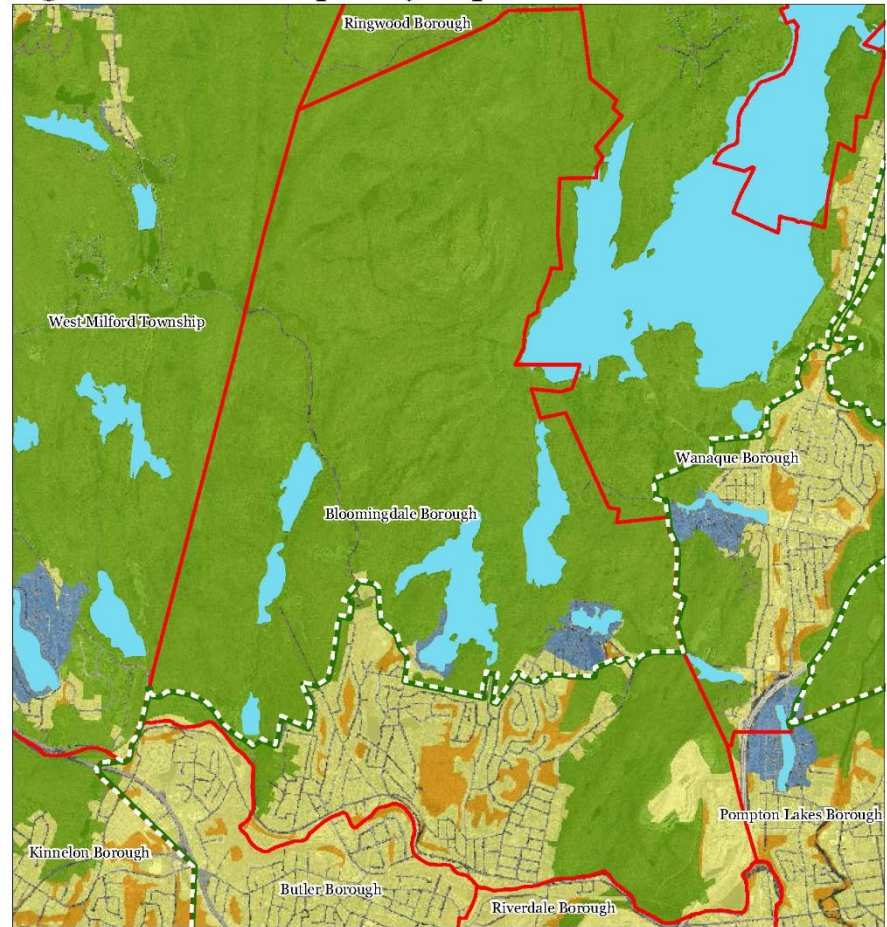 Ringwood Borough
West Milford Township
Wanaque Borough
Bloomingdale Borough
Pompton Lakes Borough
Kinnelon Borough
Butler Borough
Riverdale Borough